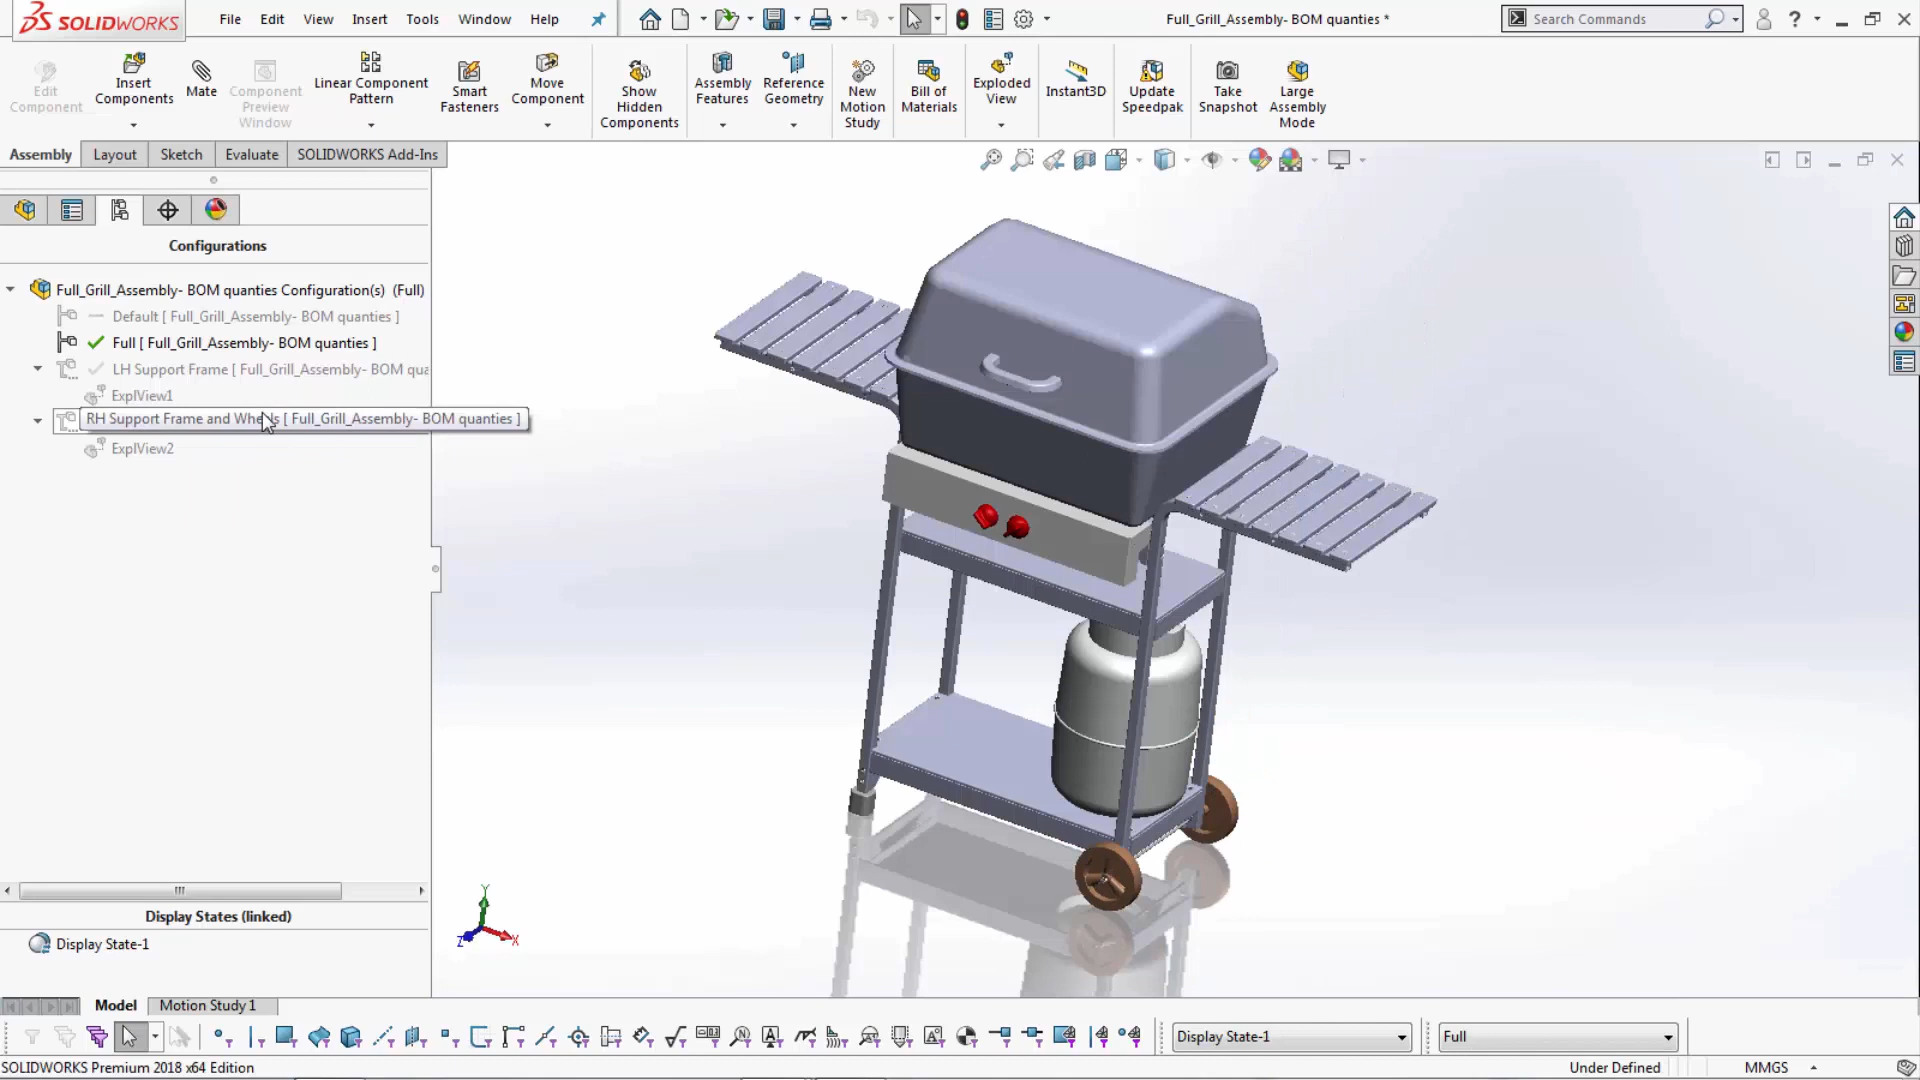 SOLIDWORKS
File Edit View Insert Tools Window Help
Full_Grill_Assembly- BOM quanties *
Search Commands
?
Edit Component
Insert Components
Mate
Component Preview Window
Linear Component Pattern
Smart Fasteners
Move Component
Show Hidden Components
Assembly Features
Reference Geometry
New Motion Study
Bill of Materials
Exploded View
Instant3D
Update Speedpak
Take Snapshot
Large Assembly Mode
Assembly Layout Sketch Evaluate SOLIDWORKS Add-Ins
Configurations
Full_Grill_Assembly- BOM quanties Configuration(s) (Full)
Default [ Full_Grill_Assembly- BOM quanties ]
Full [ Full_Grill_Assembly- BOM quanties ]
LH Support Frame [ Full_Grill_Assembly- BOM qua
ExplView1
RH Support Frame and Wheels [ Full_Grill_Assembly- BOM quanties ]
ExplView2
Y
Z
X
Display States (linked)
Display State-1
Model Motion Study 1
Display State-1
Full
SOLIDWORKS Premium 2018 x64 Edition
Under Defined
MMGS